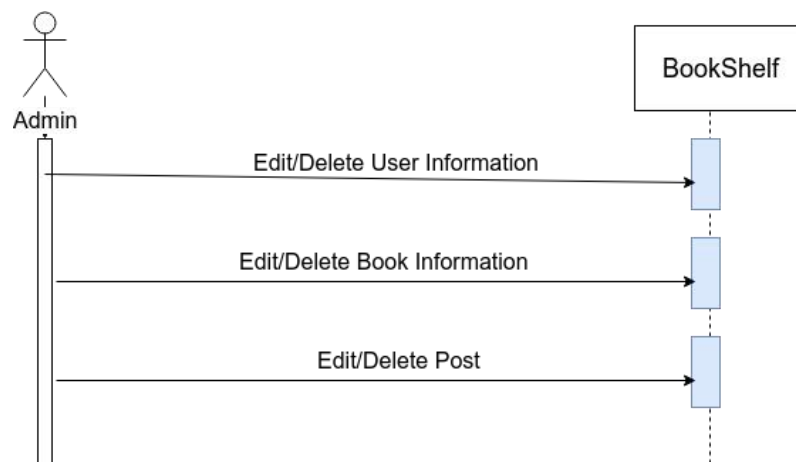 BookShelf
Admin
Edit/Delete User Information
Edit/Delete Book Information
Edit/Delete Post